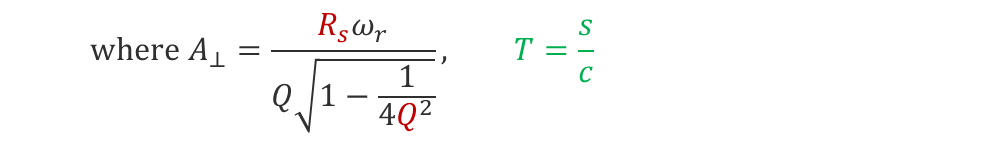 where A⊥ = Rsωr / (Q√(1 − 1/(4Q²))), T = s/c